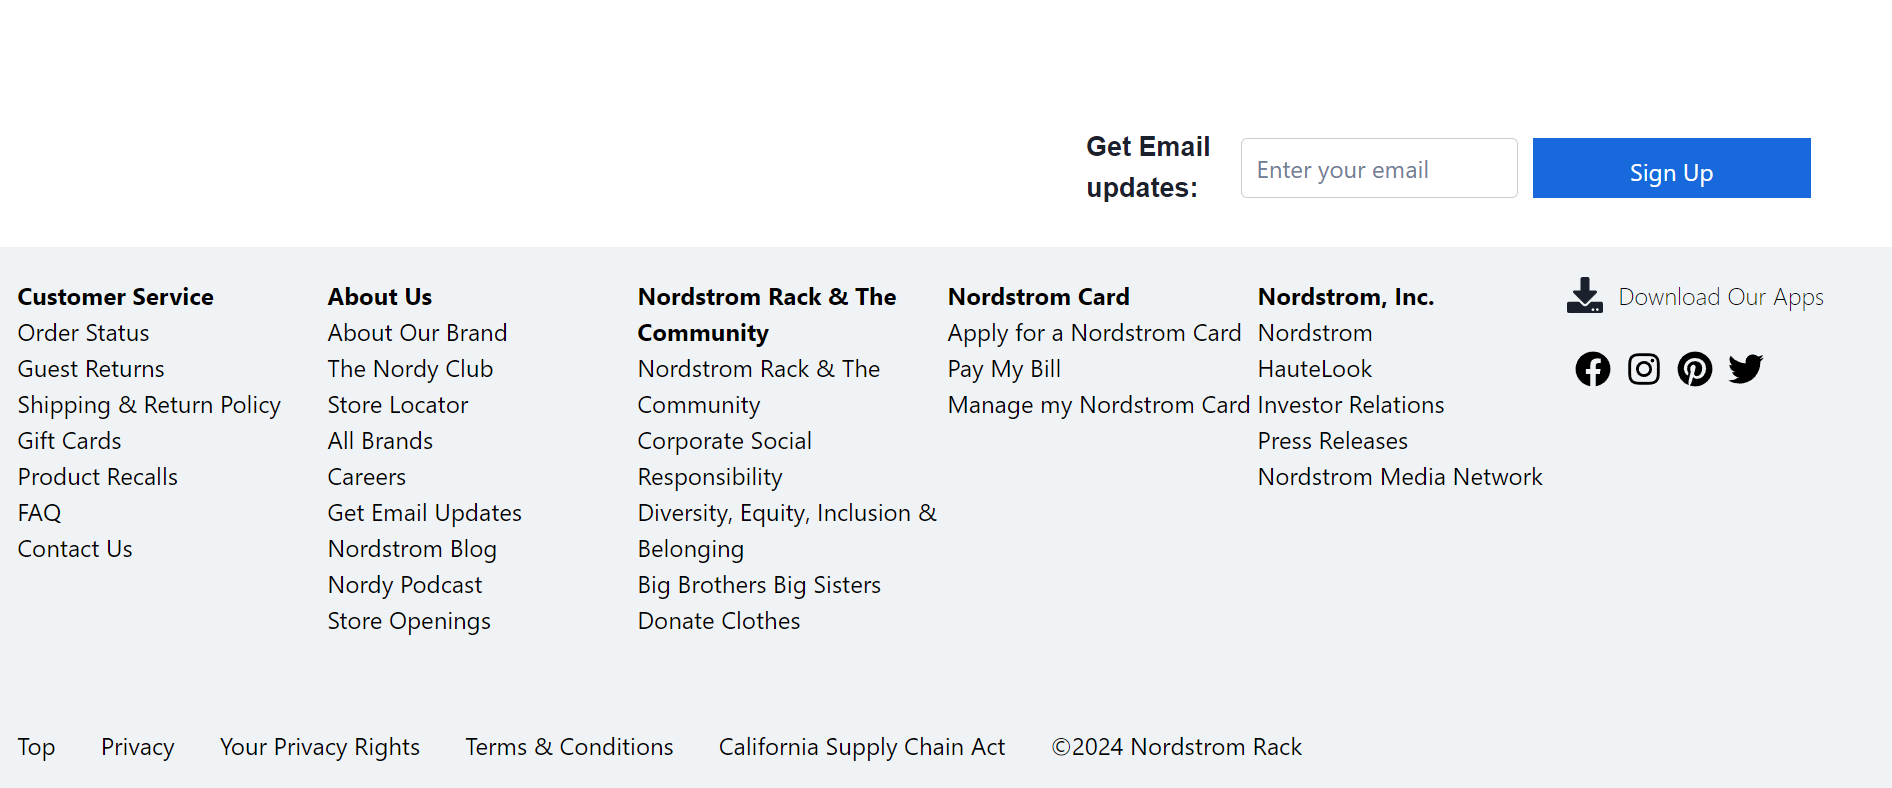 Get Email
updates:
Enter your email
Sign Up
Customer Service
Order Status
Guest Returns
Shipping & Return Policy
Gift Cards
Product Recalls
FAQ
Contact Us
About Us
About Our Brand
The Nordy Club
Store Locator
All Brands
Careers
Get Email Updates
Nordstrom Blog
Nordy Podcast
Store Openings
Nordstrom Rack & The
Community
Nordstrom Rack & The
Community
Corporate Social
Responsibility
Diversity, Equity, Inclusion &
Belonging
Big Brothers Big Sisters
Donate Clothes
Nordstrom Card
Apply for a Nordstrom Card
Pay My Bill
Manage my Nordstrom Card
Nordstrom, Inc.
Nordstrom
HauteLook
Investor Relations
Press Releases
Nordstrom Media Network
Download Our Apps
Top
Privacy
Your Privacy Rights
Terms & Conditions
California Supply Chain Act
©2024 Nordstrom Rack